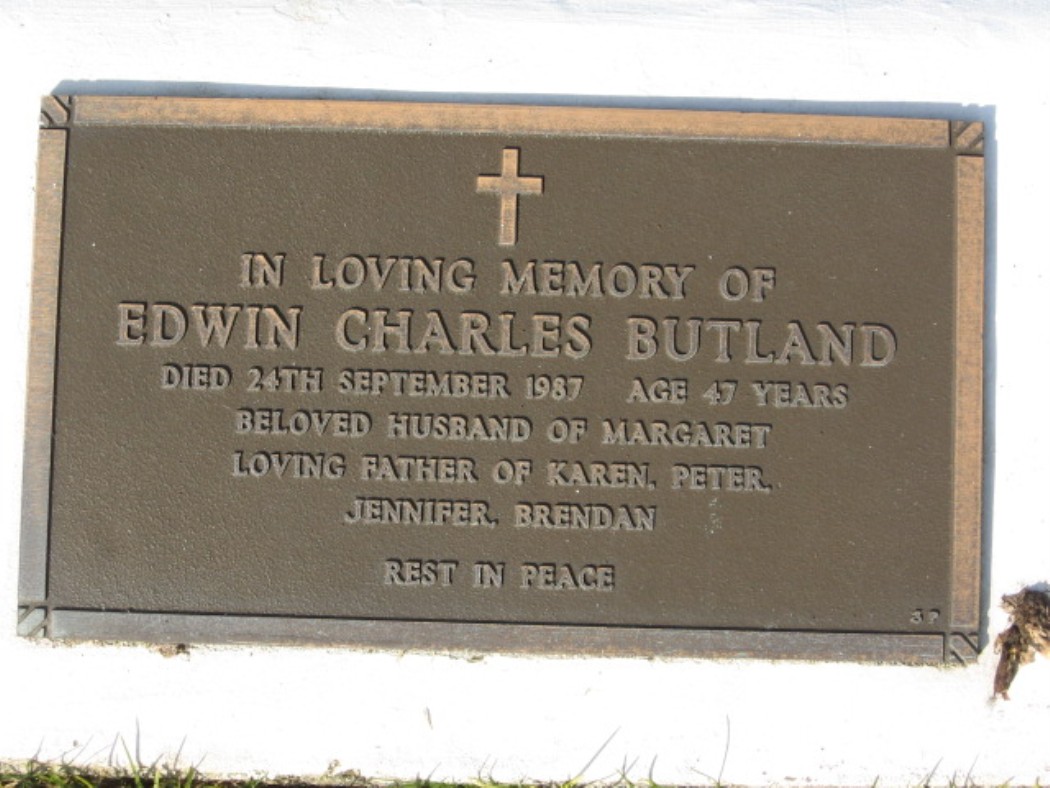 IN LOVING MEMORY OF
EDWIN CHARLES BUTLAND
DIED 24TH SEPTEMBER 1987 AGE 47 YEARS
BELOVED HUSBAND OF MARGARET
LOVING FATHER OF KAREN, PETER,
JENNIFER, BRENDAN
REST IN PEACE